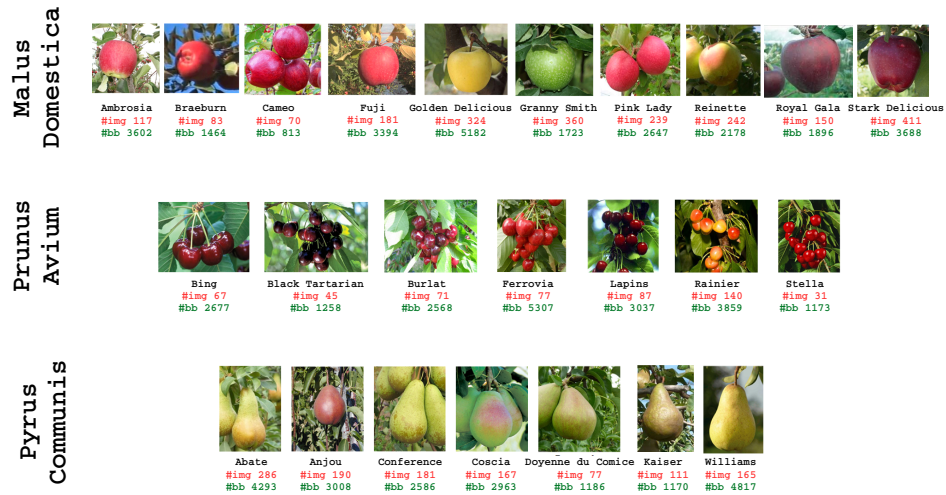 Malus
Domestica
Ambrosia Braeburn Cameo Fuji Golden Delicious Granny Smith Pink Lady Reinette Royal Gala Stark Delicious
#img 117 #img 83 #img 70 #img 181 #img 324 #img 360 #img 239 #img 242 #img 150 #img 411
#bb 3602 #bb 1464 #bb 813 #bb 3394 #bb 5182 #bb 1723 #bb 2647 #bb 2178 #bb 1896 #bb 3688
Prunus
Avium
Bing Black Tartarian Burlat Ferrovia Lapins Rainier Stella
#img 67 #img 45 #img 71 #img 77 #img 87 #img 140 #img 31
#bb 2677 #bb 1258 #bb 2568 #bb 5307 #bb 3037 #bb 3859 #bb 1173
Pyrus
Communis
Abate Anjou Conference Coscia Doyenne du Comice Kaiser Williams
#img 286 #img 190 #img 181 #img 167 #img 77 #img 111 #img 165
#bb 4293 #bb 3008 #bb 2586 #bb 2963 #bb 1186 #bb 1170 #bb 4817